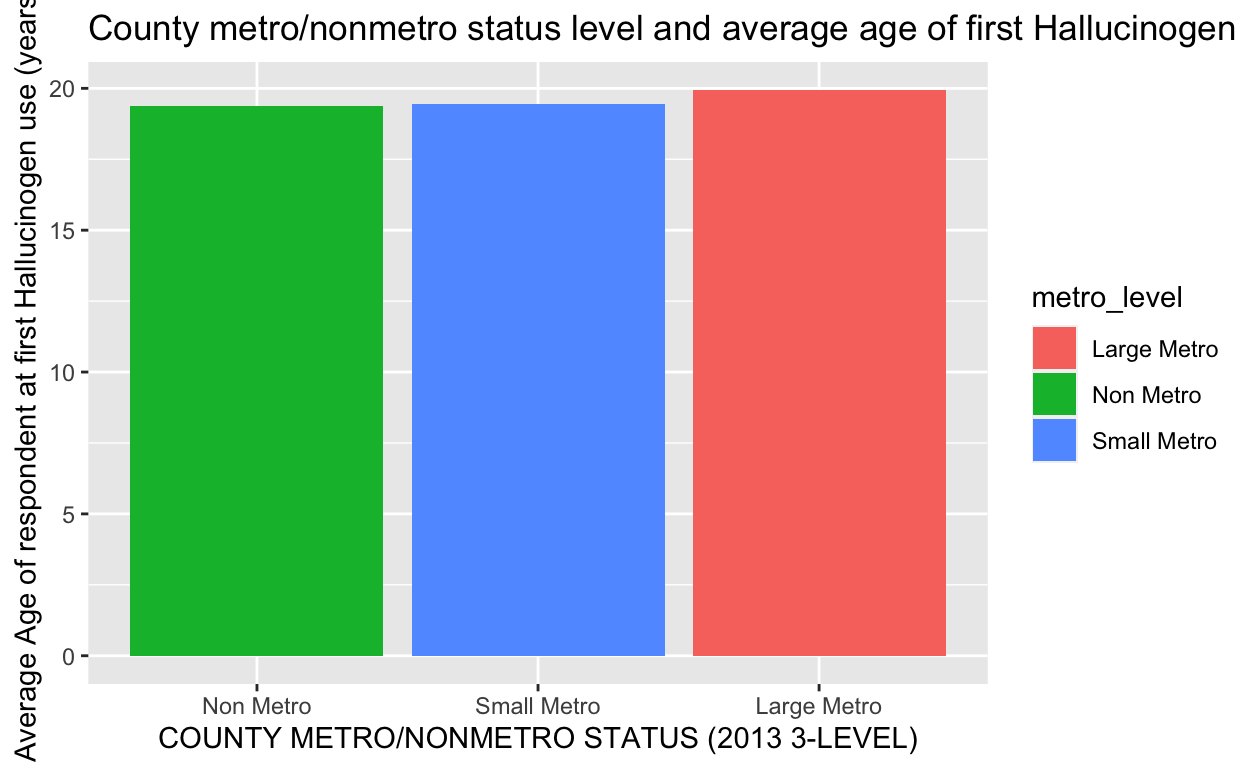 County metro/nonmetro status level and average age of first Hallucinogen
Average Age of respondent at first Hallucinogen use (years
20
15
10
5
0
Non Metro
Small Metro
Large Metro
COUNTY METRO/NONMETRO STATUS (2013 3-LEVEL)
metro_level
Large Metro
Non Metro
Small Metro